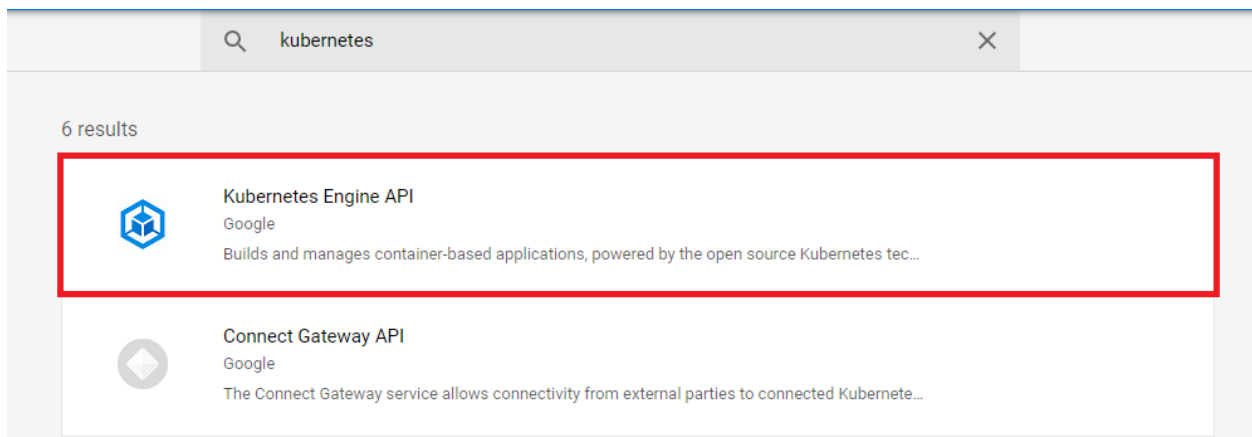 kubernetes
6 results
Kubernetes Engine API
Google
Builds and manages container-based applications, powered by the open source Kubernetes tec...
Connect Gateway API
Google
The Connect Gateway service allows connectivity from external parties to connected Kubernete...